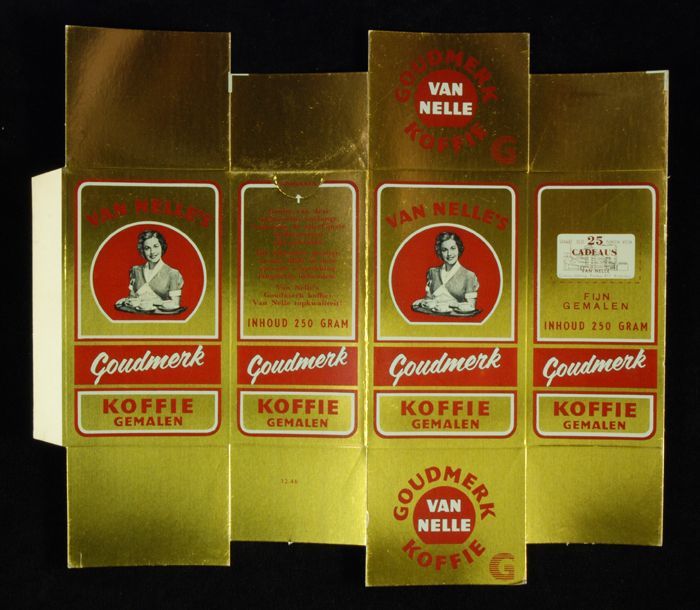 GOUDMERK
VAN
NELLE
KOFFIE
G
VAN NELLE'S
Goudmerk
KOFFIE
GEMALEN
Van Nelle's
Goudmerk koffie:
Van Nelle topkwaliteit!
INHOUD 250 GRAM
Goudmerk
KOFFIE
GEMALEN
VAN NELLE'S
Goudmerk
KOFFIE
GEMALEN
25
CADEAUS
VAN NELLE
FIJN
GEMALEN
INHOUD 250 GRAM
Goudmerk
KOFFIE
GEMALEN
12.46
GOUDMERK
VAN
NELLE
KOFFIE
G